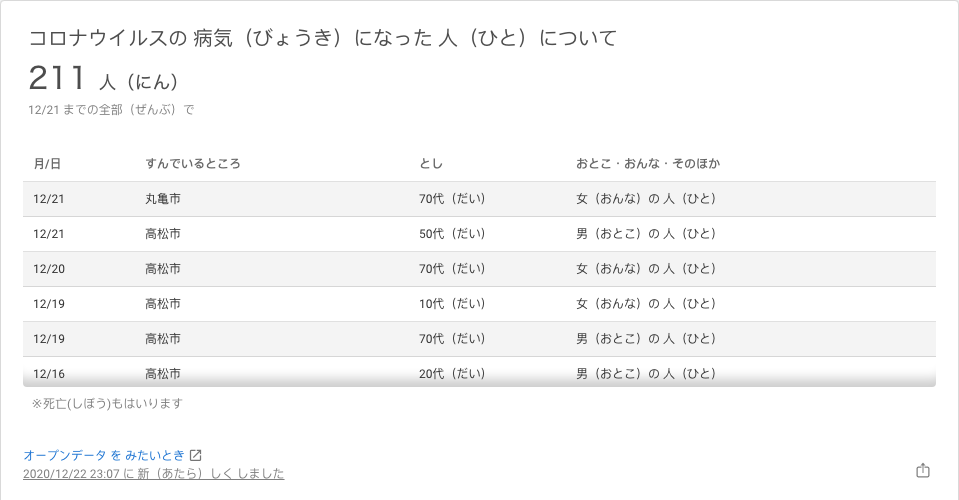 コロナウイルスの 病気（びょうき）になった 人（ひと）について
211 人（にん）
12/21 までの全部（ぜんぶ）で
月/日 すんでいるところ とし おとこ・おんな・そのほか
12/21 丸亀市 70代（だい） 女（おんな）の 人（ひと）
12/21 高松市 50代（だい） 男（おとこ）の 人（ひと）
12/20 高松市 70代（だい） 女（おんな）の 人（ひと）
12/19 高松市 10代（だい） 女（おんな）の 人（ひと）
12/19 高松市 70代（だい） 男（おとこ）の 人（ひと）
12/16 高松市 20代（だい） 男（おとこ）の 人（ひと）
※死亡(しぼう)もはいります
オープンデータ を みたいとき
2020/12/22 23:07 に 新（あたら）しく しました